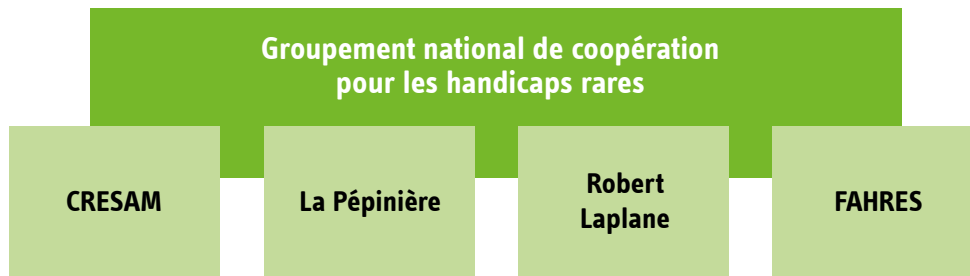 Groupement national de coopération
pour les handicaps rares
CRESAM
La Pépinière
Robert
Laplane
FAHRES